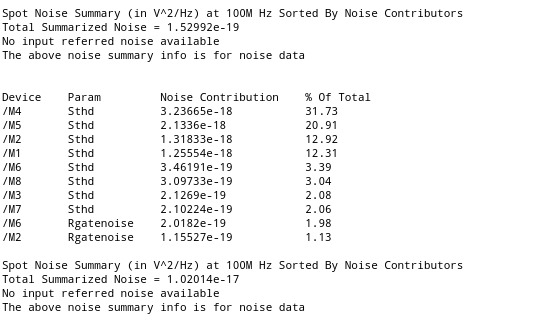 Spot Noise Summary (in V^2/Hz) at 100M Hz Sorted By Noise Contributors
Total Summarized Noise = 1.52992e-19
No input referred noise available
The above noise summary info is for noise data
Device Param Noise Contribution % Of Total
/M4 Sthd 3.23665e-18 31.73
/M5 Sthd 2.1336e-18 20.91
/M2 Sthd 1.31833e-18 12.92
/M1 Sthd 1.25554e-18 12.31
/M6 Sthd 3.46191e-19 3.39
/M8 Sthd 3.09733e-19 3.04
/M3 Sthd 2.1269e-19 2.08
/M7 Sthd 2.10224e-19 2.06
/M6 Rgatenoise 2.0182e-19 1.98
/M2 Rgatenoise 1.15527e-19 1.13
Spot Noise Summary (in V^2/Hz) at 100M Hz Sorted By Noise Contributors
Total Summarized Noise = 1.02014e-17
No input referred noise available
The above noise summary info is for noise data